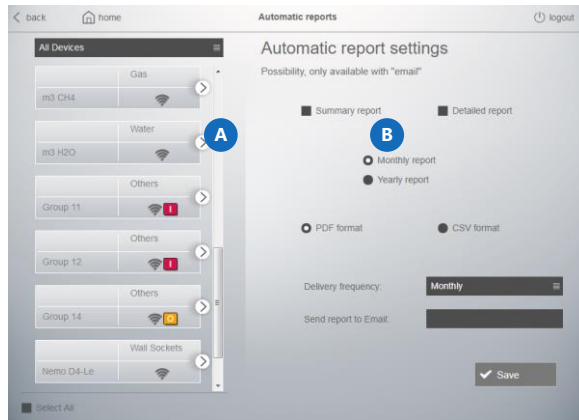 back
home
Automatic reports
logout
All Devices
Gas
m3 CH4
Water
m3 H2O
Others
Group 11
I
Others
Group 12
I
Others
Group 14
O
Wall Sockets
Nemo D4-Le
Select All
A
Automatic report settings
Possibility, only available with "email"
Summary report
Detailed report
B
Monthly report
Yearly report
PDF format
CSV format
Delivery frequency:
Monthly
Send report to Email:
Save